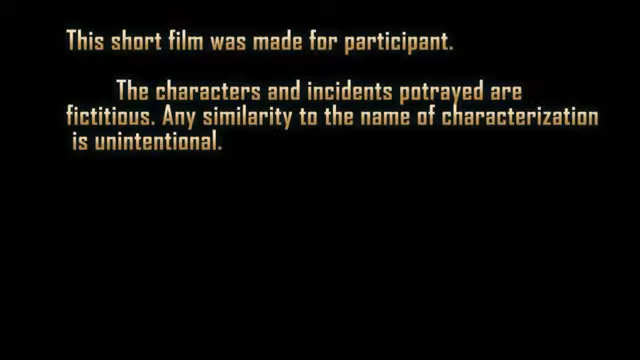 This short film was made for participant.
The characters and incidents potrayed are
fictitious. Any similarity to the name of characterization
is unintentional.